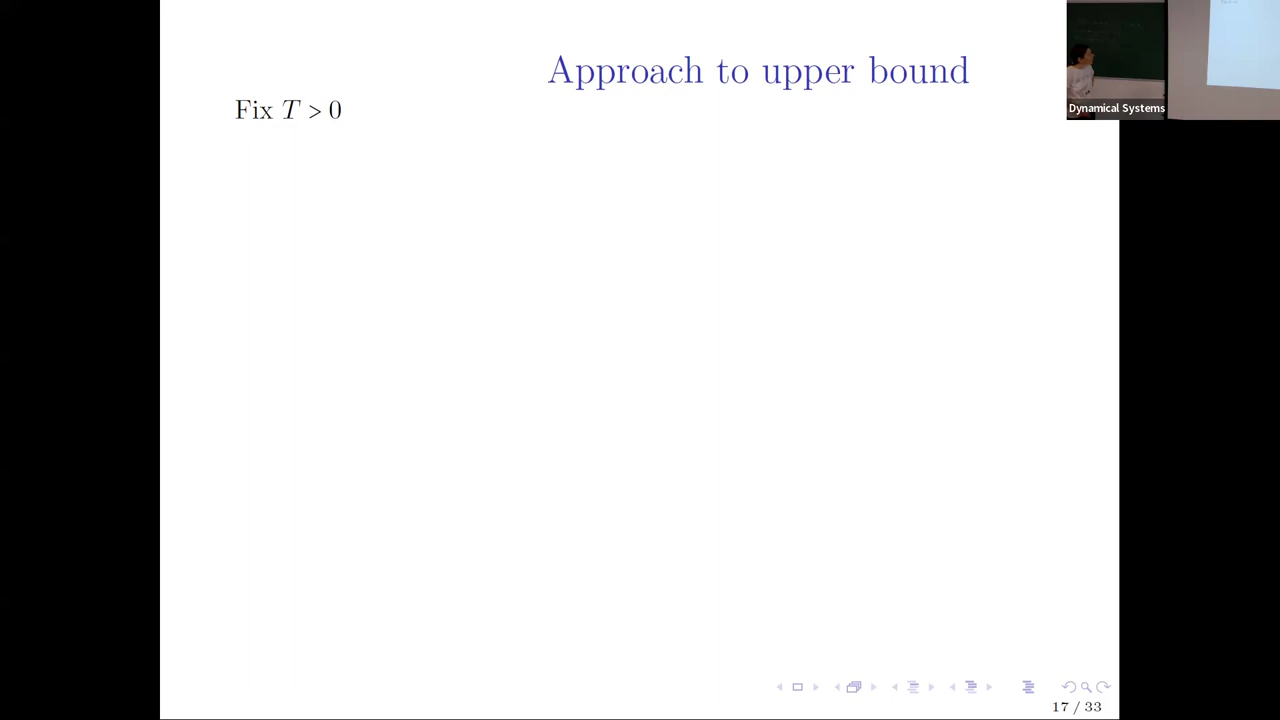 Approach to upper bound
Fix T > 0
Dynamical Systems
17 / 33